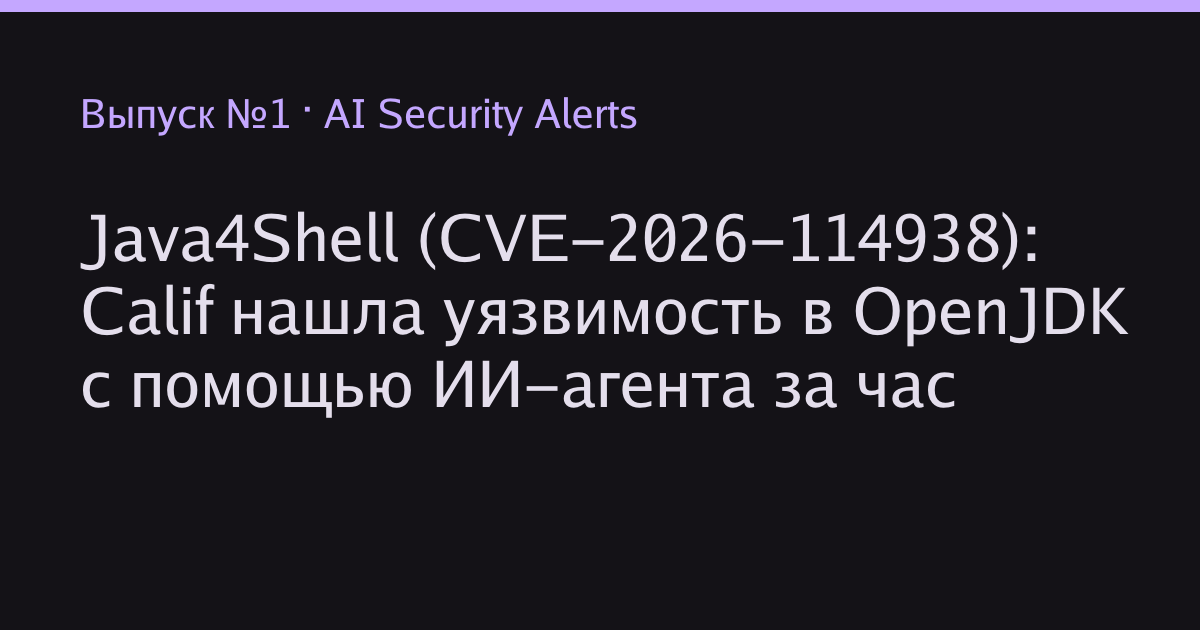 Выпуск №1 · AI Security Alerts
Java4Shell (CVE-2026-114938):
Calif нашла уязвимость в OpenJDK
с помощью ИИ-агента за час